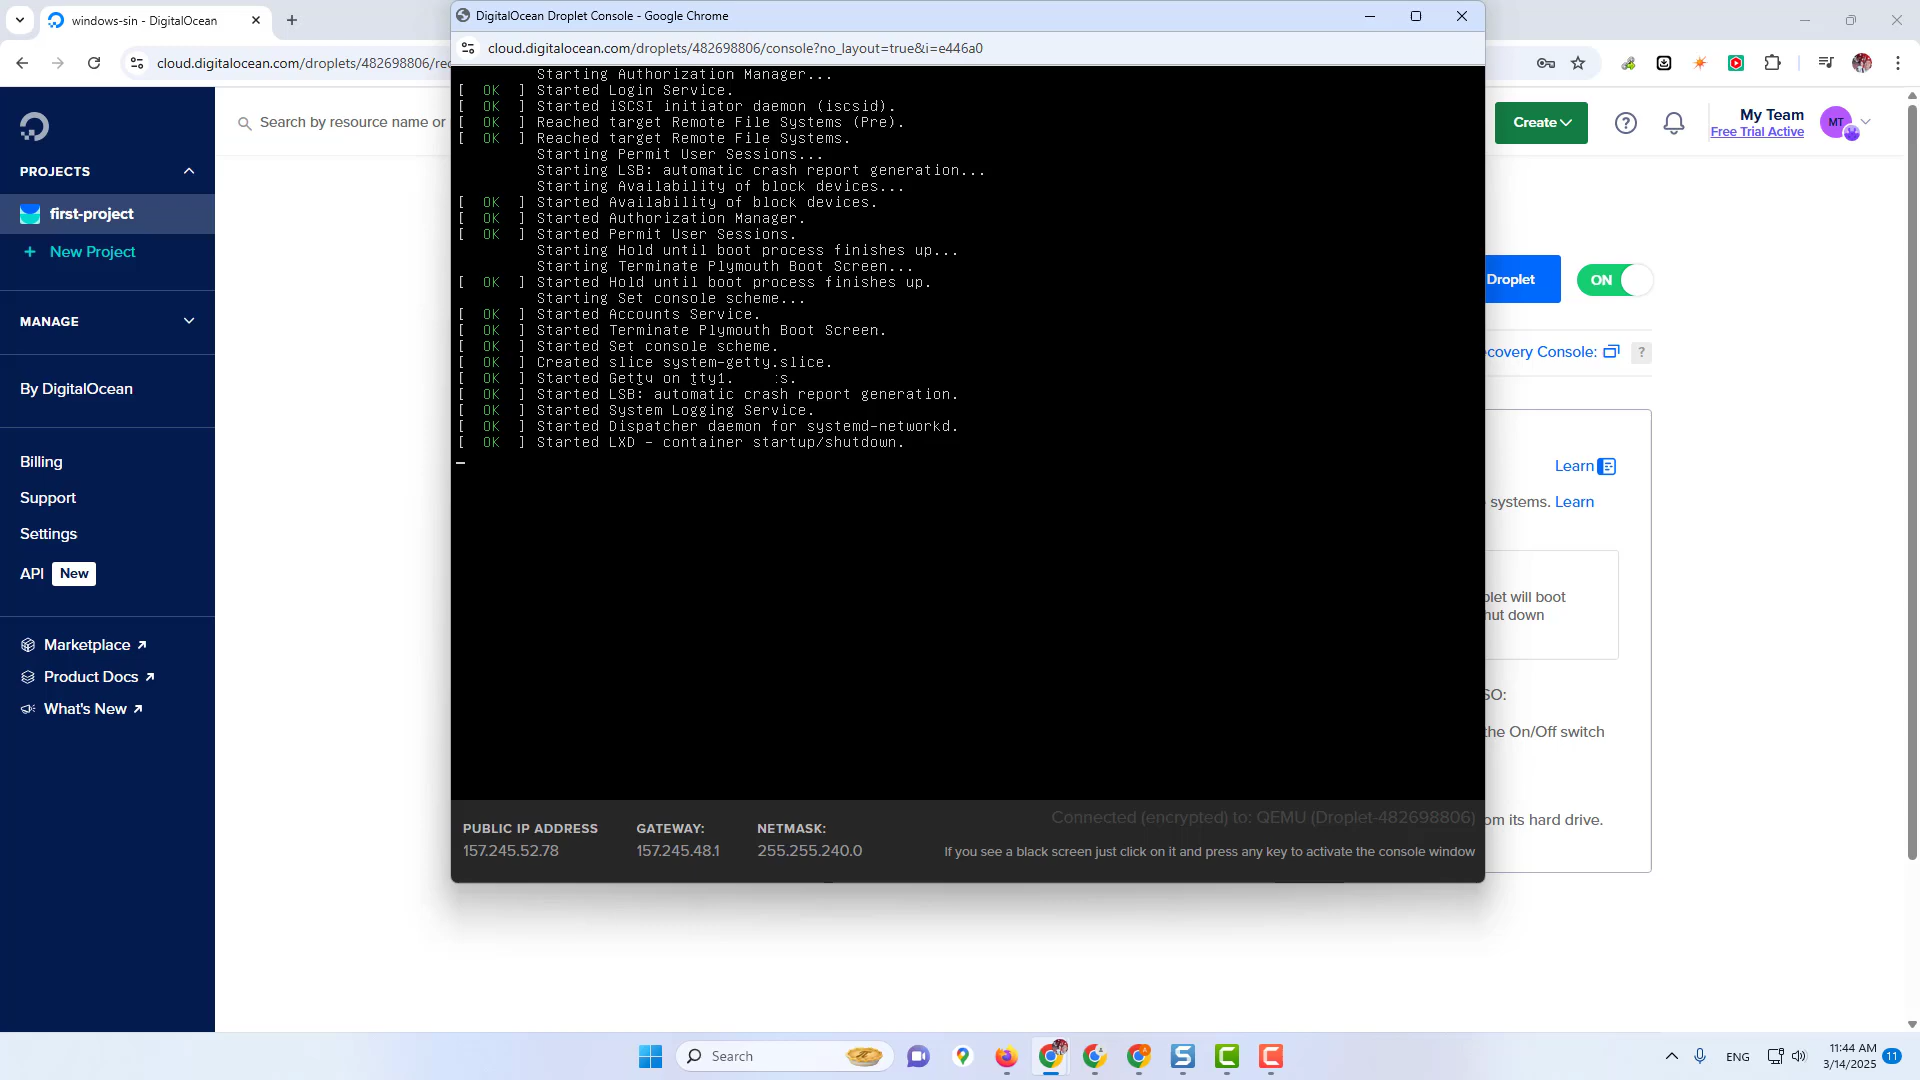 windows-sin - DigitalOcean
DigitalOcean Droplet Console - Google Chrome
cloud.digitalocean.com/droplets/482698806/rec
cloud.digitalocean.com/droplets/482698806/console?no_layout=true&i=e446a0
Search by resource name or
Create
My Team
Free Trial Active
MT
PROJECTS
first-project
+ New Project
MANAGE
By DigitalOcean
Billing
Support
Settings
API New
Marketplace
Product Docs
What's New
Starting Authorization Manager...
[ OK ] Started Login Service.
[ OK ] Started iSCSI initiator daemon (iscsid).
[ OK ] Reached target Remote File Systems (Pre).
[ OK ] Reached target Remote File Systems.
Starting Permit User Sessions...
Starting LSB: automatic crash report generation...
Starting Availability of block devices...
[ OK ] Started Availability of block devices.
[ OK ] Started Authorization Manager.
[ OK ] Started Permit User Sessions.
Starting Hold until boot process finishes up...
Starting Terminate Plymouth Boot Screen...
[ OK ] Started Hold until boot process finishes up.
Starting Set console scheme...
[ OK ] Started Accounts Service.
[ OK ] Started Terminate Plymouth Boot Screen.
[ OK ] Started Set console scheme.
[ OK ] Created slice system-getty.slice.
[ OK ] Started Getty on tty1. s.
[ OK ] Started LSB: automatic crash report generation.
[ OK ] Started System Logging Service.
[ OK ] Started Dispatcher daemon for systemd-networkd.
[ OK ] Started LXD - container startup/shutdown.
PUBLIC IP ADDRESS
157.245.52.78
GATEWAY:
157.245.48.1
NETMASK:
255.255.240.0
Connected (encrypted) to: QEMU (Droplet-482698806)
If you see a black screen just click on it and press any key to activate the console window
Droplet
ON
ecovery Console:
?
Learn
systems. Learn
plet will boot
hut down
SO:
the On/Off switch
om its hard drive.
Search
ENG
11:44 AM
3/14/2025
11